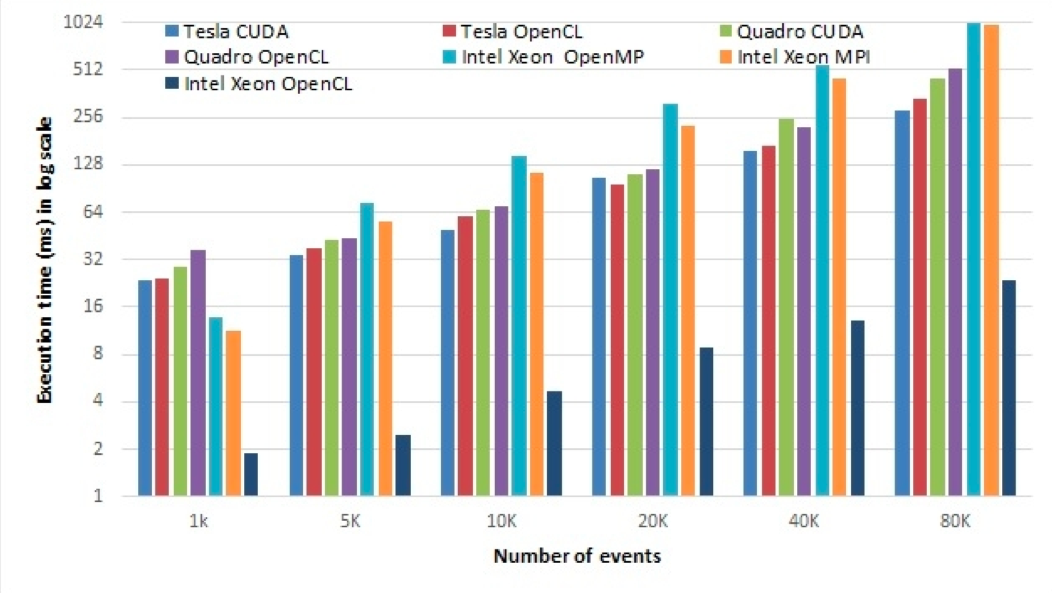 1024
512
256
128
64
32
16
8
4
2
1
Execution time (ms) in log scale
Tesla CUDA Tesla OpenCL Quadro CUDA
Quadro OpenCL Intel Xeon OpenMP Intel Xeon MPI
Intel Xeon OpenCL
1k 5K 10K 20K 40K 80K
Number of events